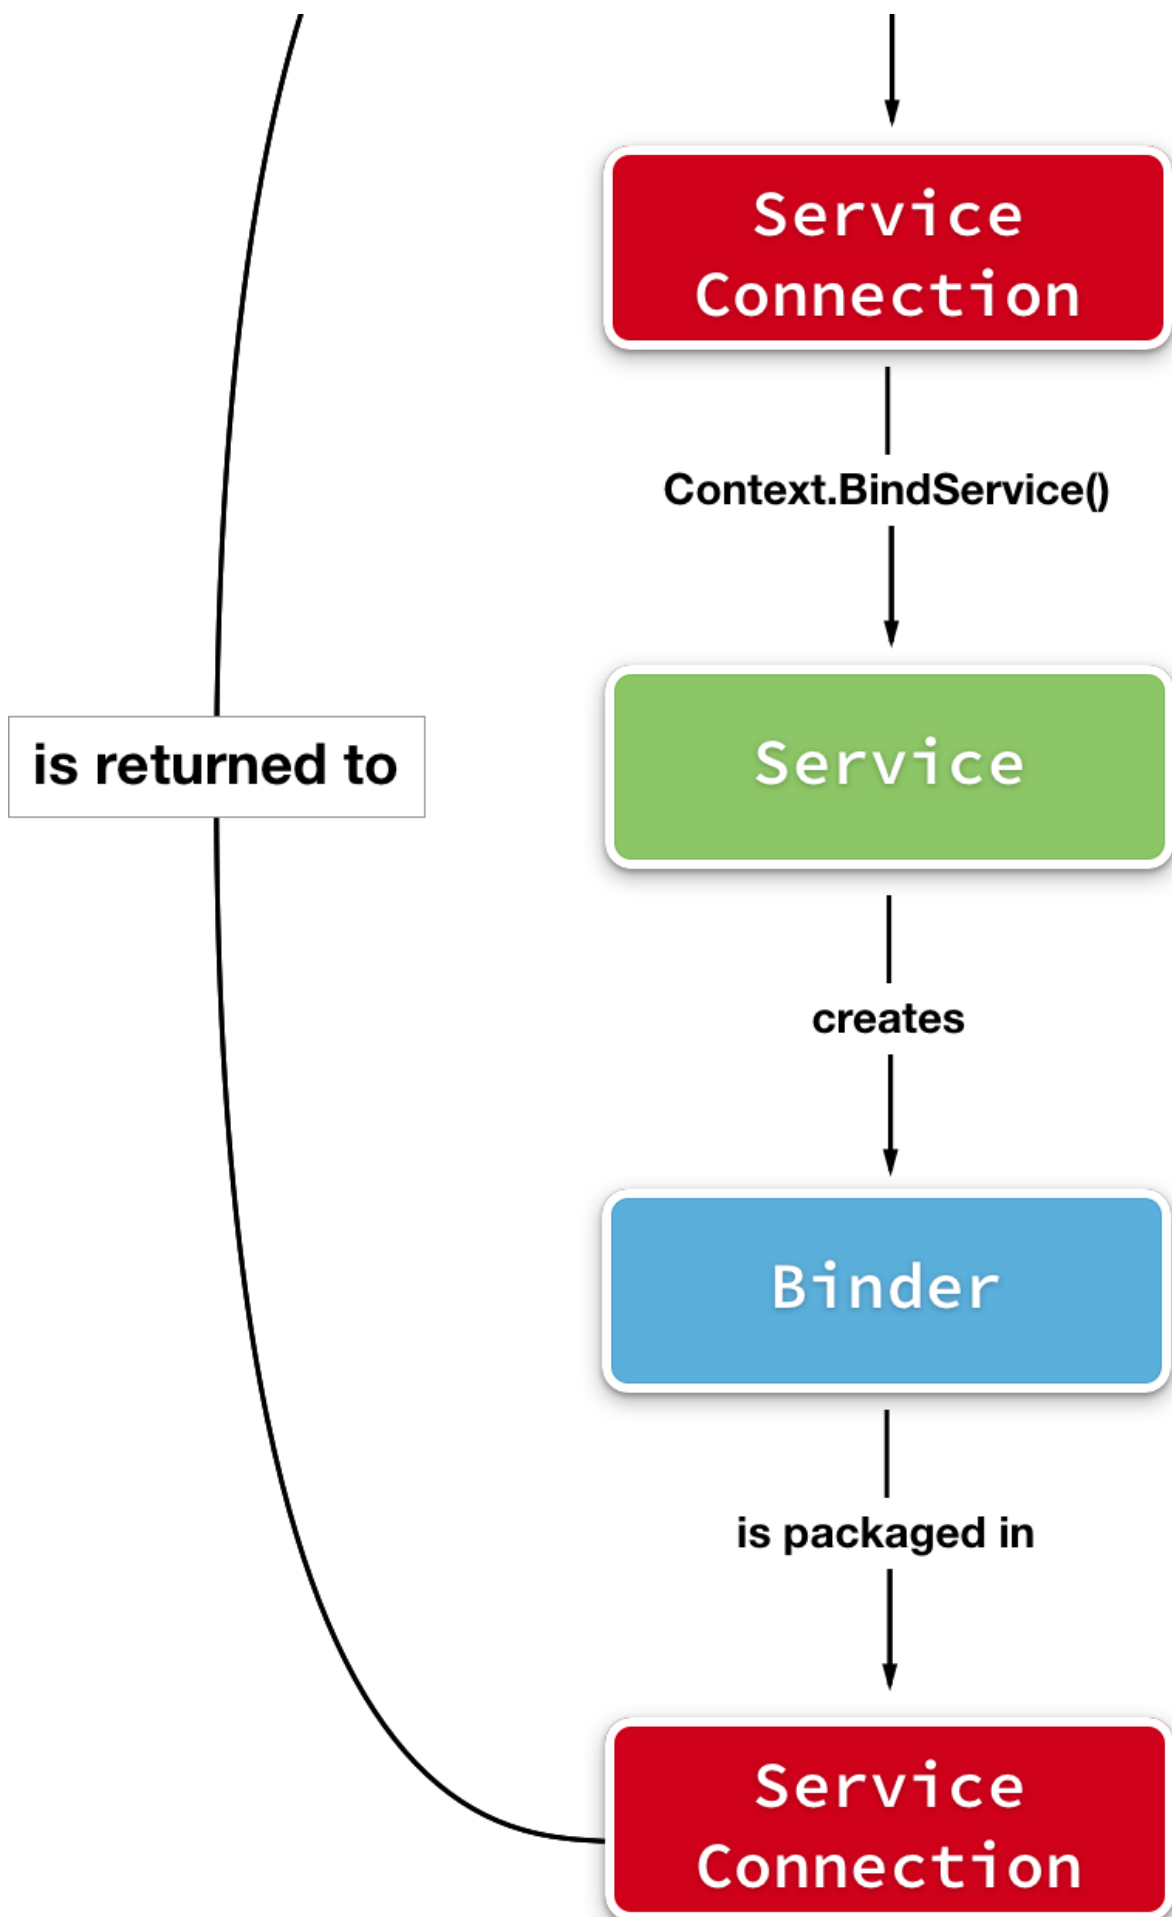 Service
Connection
Context.BindService()
Service
is returned to
creates
Binder
is packaged in
Service
Connection